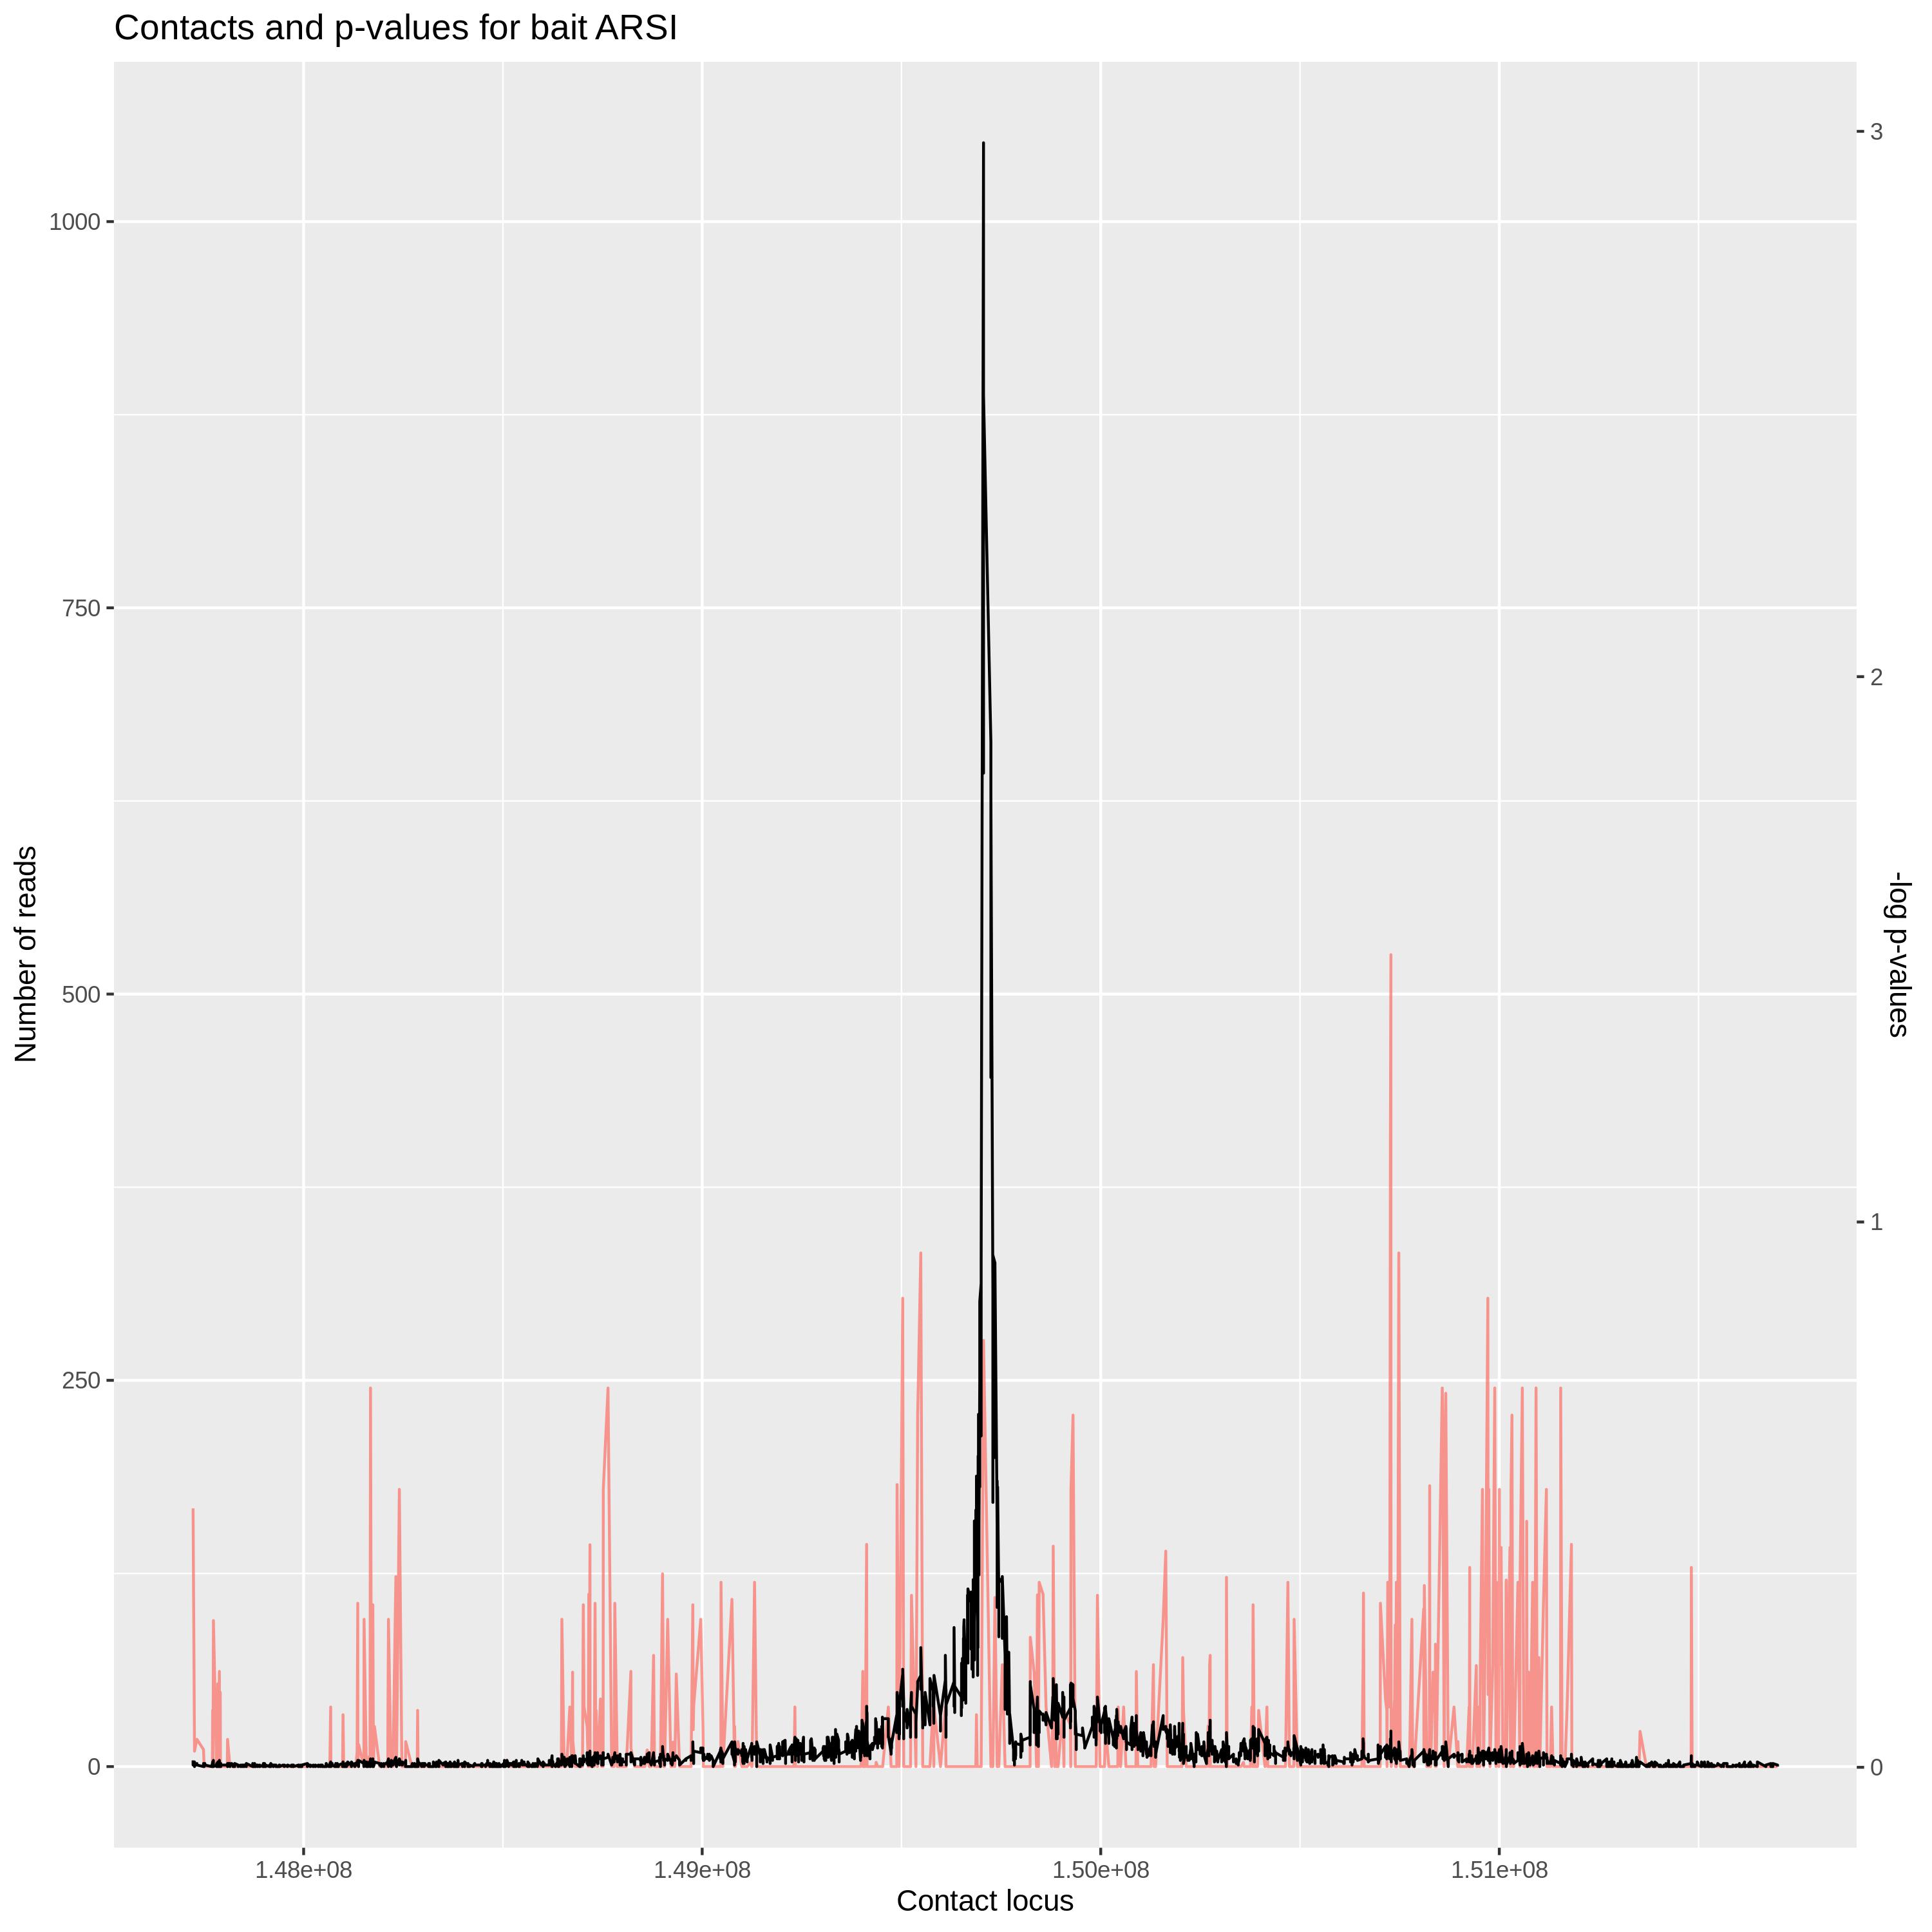 Contacts and p-values for bait ARSI
1000
750
500
250
0
Number of reads
3
2
1
0
-log p-values
1.48e+08
1.49e+08
1.50e+08
1.51e+08
Contact locus